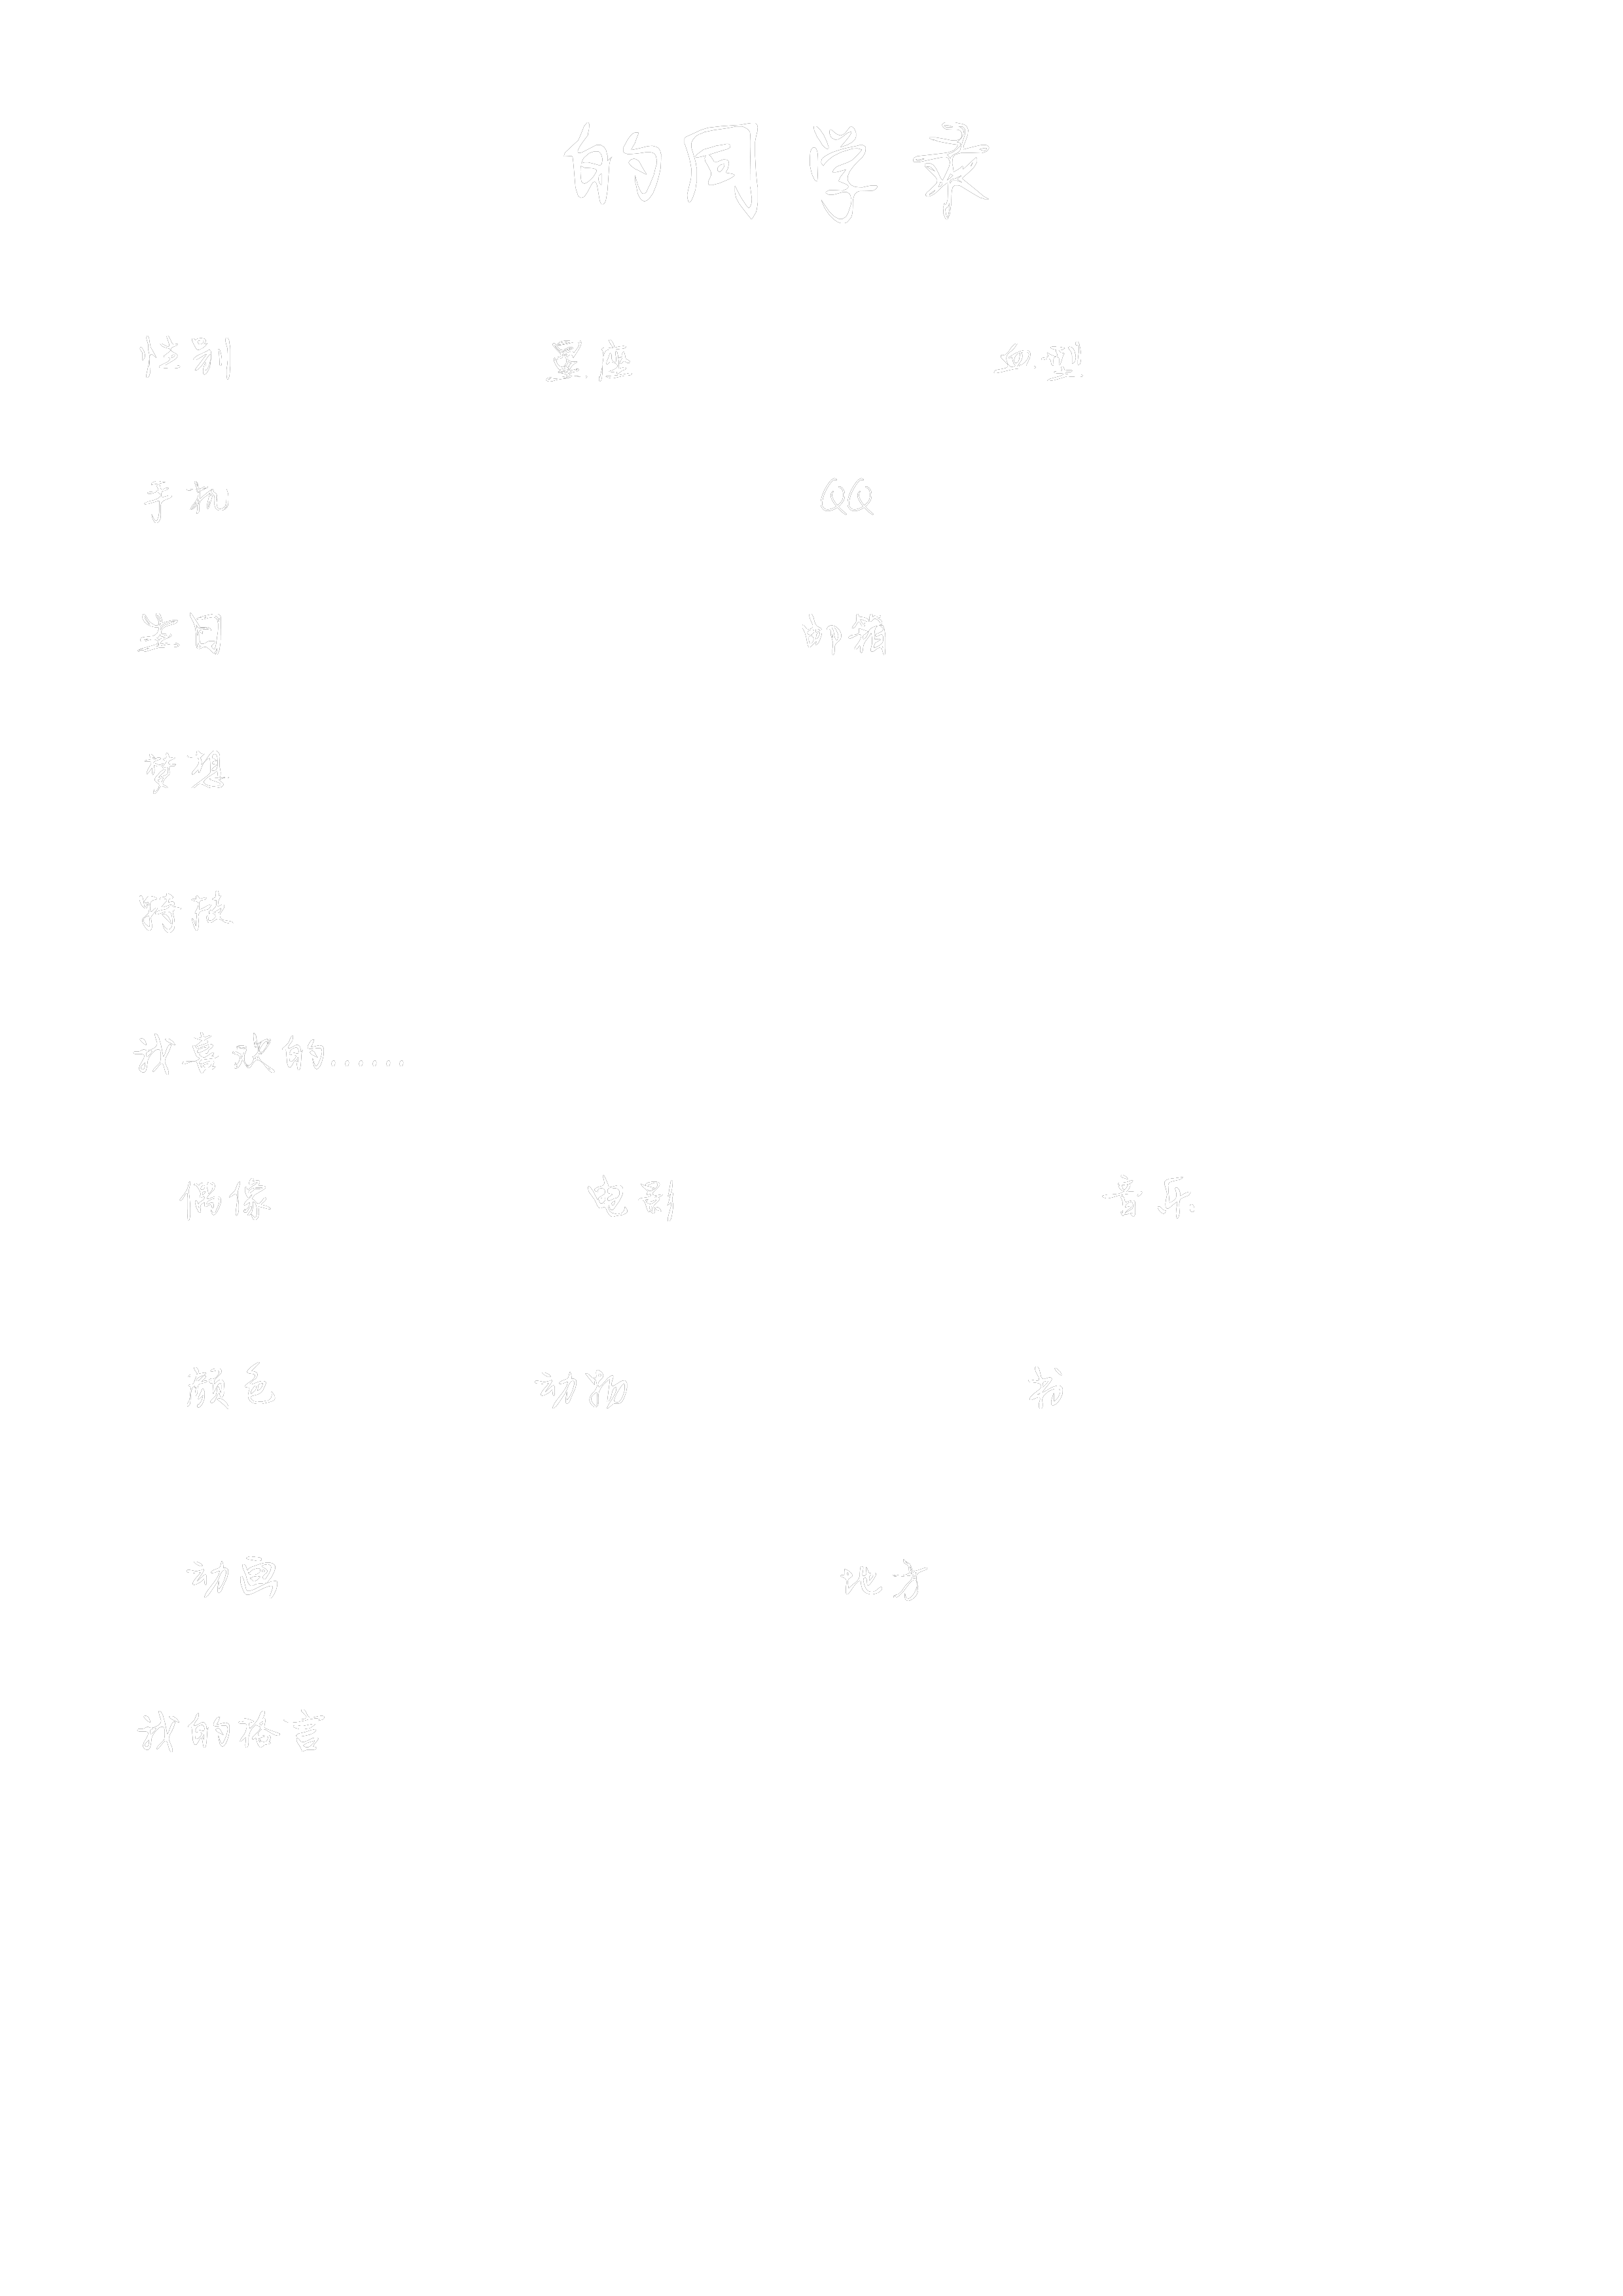 的同学录
性别 星座 血型
手机 QQ
生日 邮箱
梦想
特技
我喜欢的……
偶像 电影 音乐
颜色 动物 书
动画 地方
我的格言